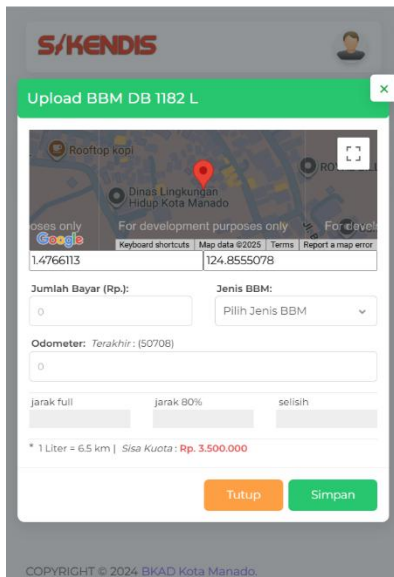 S/KENDIS
Upload BBM DB 1182 L
×
Rooftop kopi
Dinas Lingkungan
Hidup Kota
Manado
poses only For development purposes only For devel
Google
Keyboard shortcuts Map data ©2025 Terms Report a map error
1.4766113 124.8555078
Jumlah Bayar (Rp.): Jenis BBM:
0 Pilih Jenis BBM
Odometer: Terakhir : (50708)
0
jarak full jarak 80% selisih
* 1 Liter = 6.5 km | Sisa Kuota : Rp. 3.500.000
Tutup Simpan
COPYRIGHT © 2024 BKAD Kota Manado.